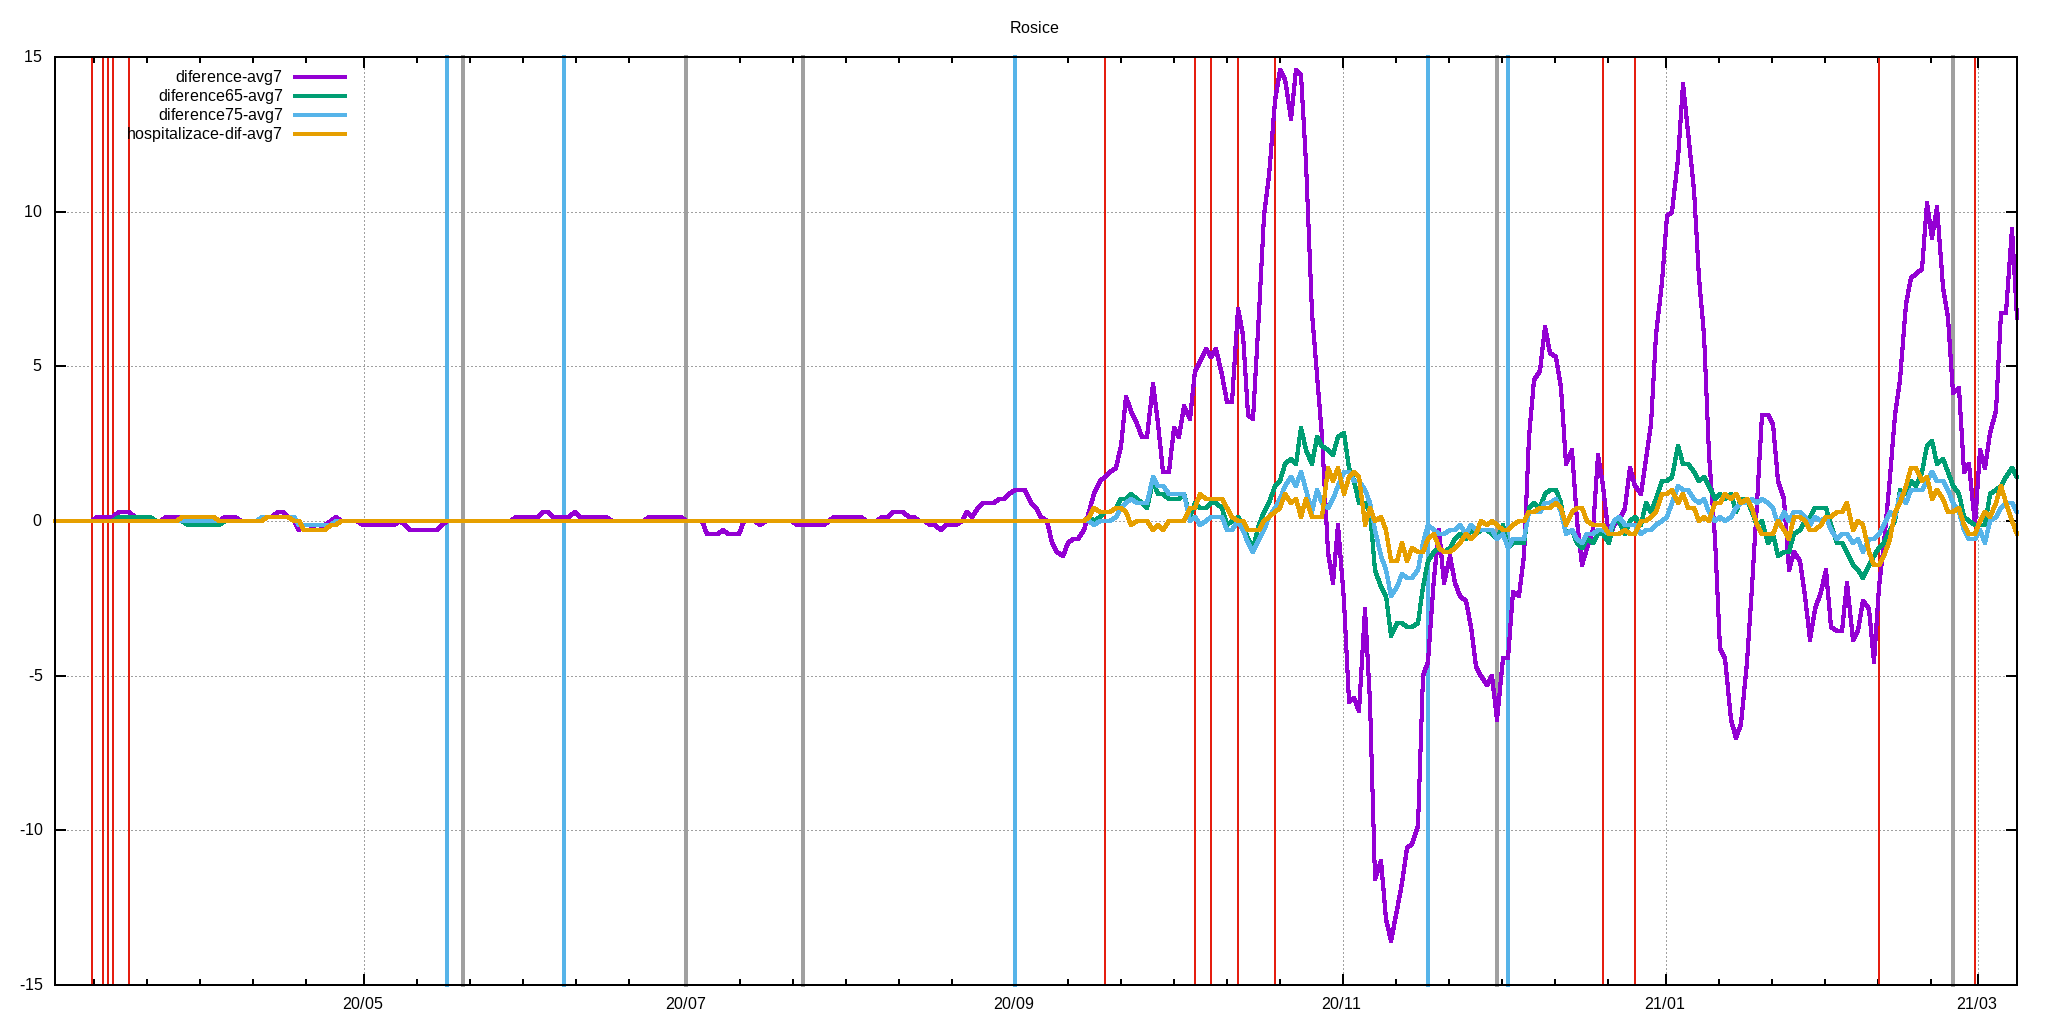 Rosice
diference-avg7
diference65-avg7
diference75-avg7
hospitalizace-dif-avg7
15
10
5
0
-5
-10
-15
20/05 20/07 20/09 20/11 21/01 21/03